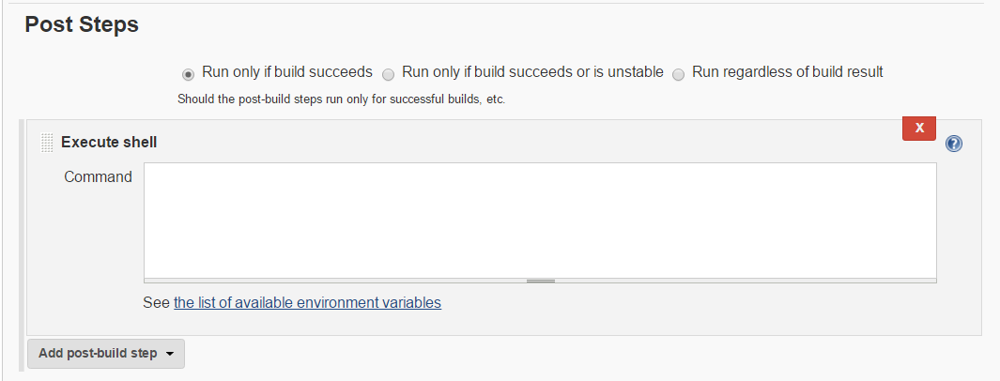 Post Steps
Run only if build succeeds Run only if build succeeds or is unstable Run regardless of build result
Should the post-build steps run only for successful builds, etc.
X
Execute shell
?
Command
See the list of available environment variables
Add post-build step